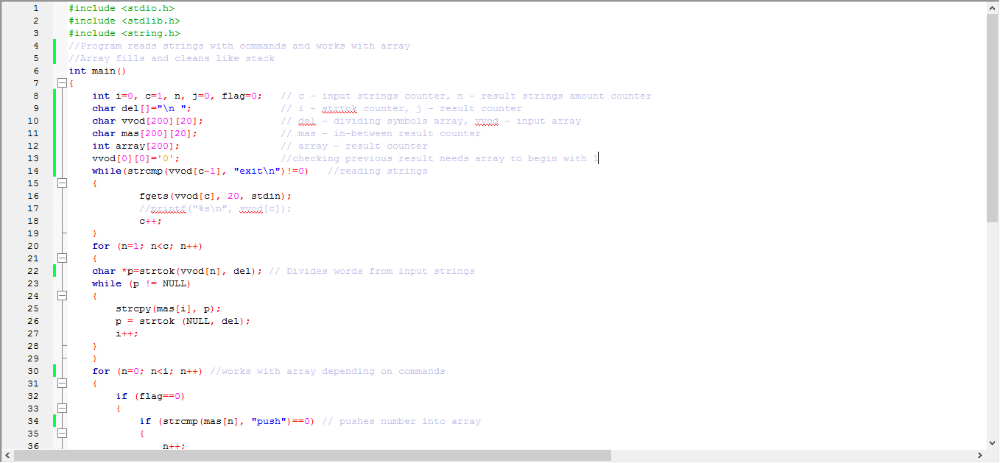 1 #include <stdio.h>
2 #include <stdlib.h>
3 #include <string.h>
4 //Program reads strings with commands and works with array
5 //Array fills and cleans like stack
6 int main()
7 {
8 int i=0, c=1, n, j=0, flag=0; // c - input strings counter, n - result strings amount counter
9 char del[]="\n "; // i - strtok counter, j - result counter
10 char vvod[200][20]; // del - dividing symbols array, vvod - input array
11 char mas[200][20]; // mas - in-between result counter
12 int array[200]; // array - result counter
13 vvod[0][0]='0'; //checking previous result needs array to begin with 1
14 while(strcmp(vvod[c-1], "exit\n")!=0) //reading strings
15 {
16 fgets(vvod[c], 20, stdin);
17 //printf("%s\n", vvod[c]);
18 c++;
19 }
20 for (n=1; n<c; n++)
21 {
22 char *p=strtok(vvod[n], del); // Divides words from input strings
23 while (p != NULL)
24 {
25 strcpy(mas[i], p);
26 p = strtok (NULL, del);
27 i++;
28 }
29 }
30 for (n=0; n<i; n++) //works with array depending on commands
31 {
32 if (flag==0)
33 {
34 if (strcmp(mas[n], "push")==0) // pushes number into array
35 {
36 n++;